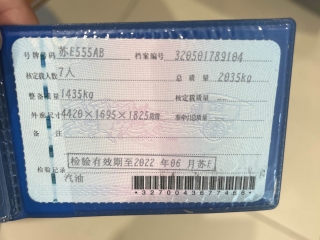 号牌号码 苏E555AB 档案编号 320501789104
核定载人数 7人 总质量 2035kg
整备质量 1435kg 核定载质量 --
外廓尺寸 4420×1695×1825 准牵引总质量 --
备注
检验有效期至2022年06月苏E
检验记录
汽油